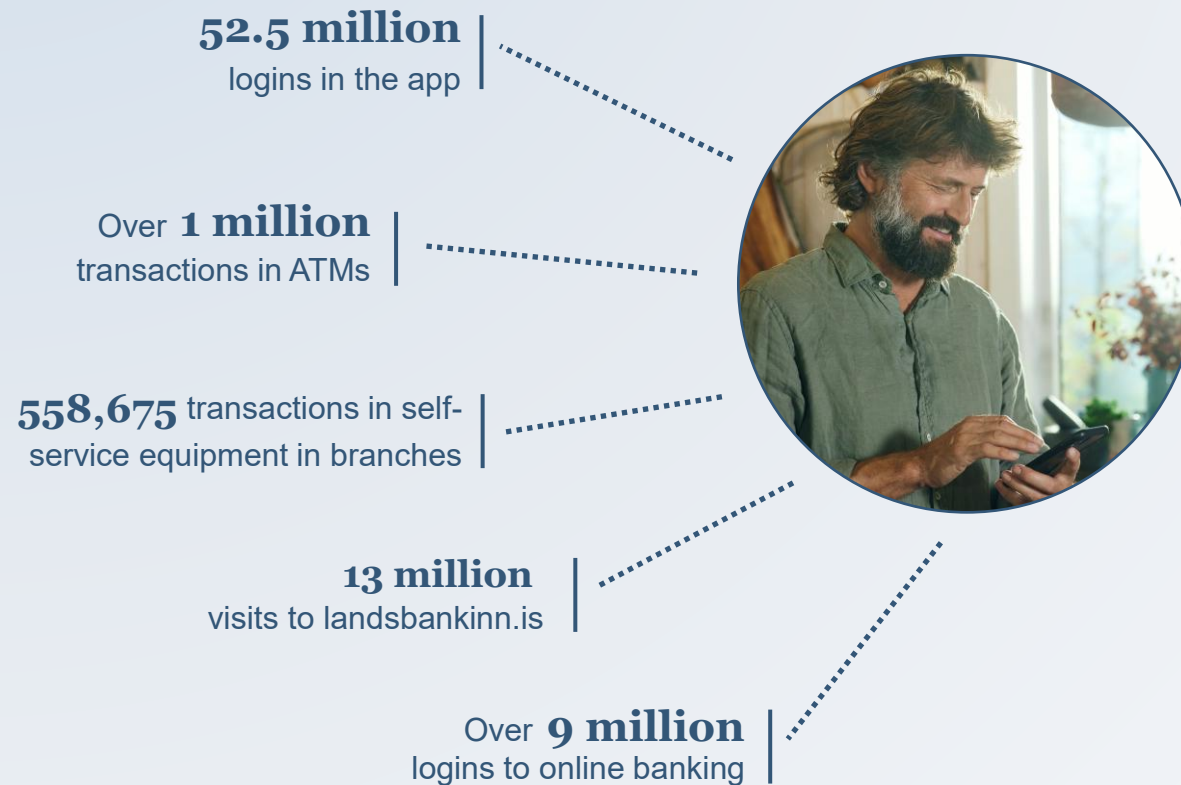 52.5 million
logins in the app
Over 1 million
transactions in ATMs
558,675 transactions in self-
service equipment in branches
13 million
visits to landsbankinn.is
Over 9 million
logins to online banking